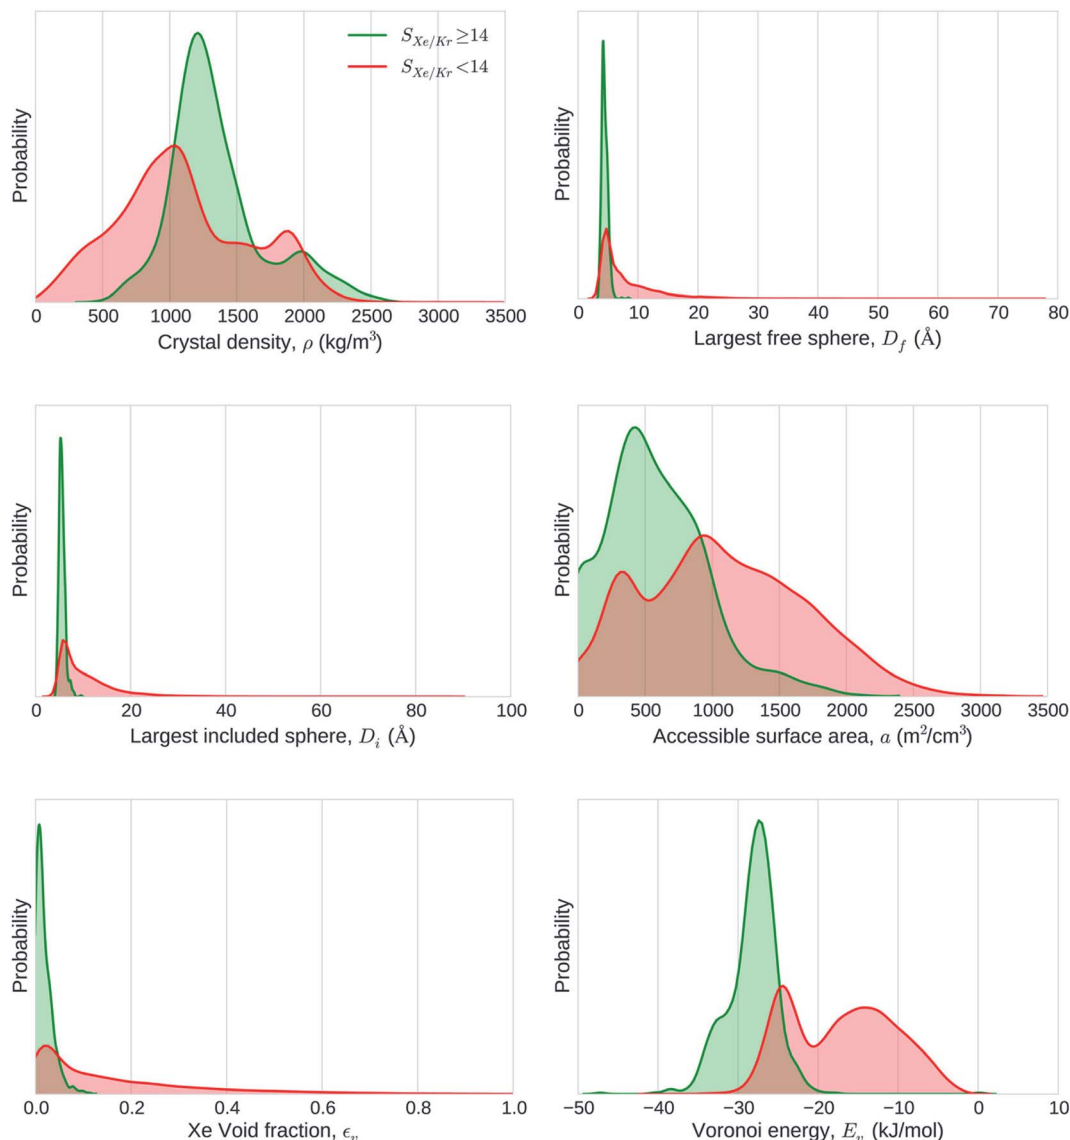 Probability
S_{Xe/Kr} ≥ 14
S_{Xe/Kr} < 14
0 500 1000 1500 2000 2500 3000 3500
Crystal density, ρ (kg/m³)
Probability
0 10 20 30 40 50 60 70 80
Largest free sphere, D_f (Å)
Probability
0 20 40 60 80 100
Largest included sphere, D_i (Å)
Probability
0 500 1000 1500 2000 2500 3000 3500
Accessible surface area, a (m²/cm³)
Probability
0.0 0.2 0.4 0.6 0.8 1.0
Xe Void fraction, ϵ_v
Probability
−50 −40 −30 −20 −10 0 10
Voronoi energy, E_v (kJ/mol)